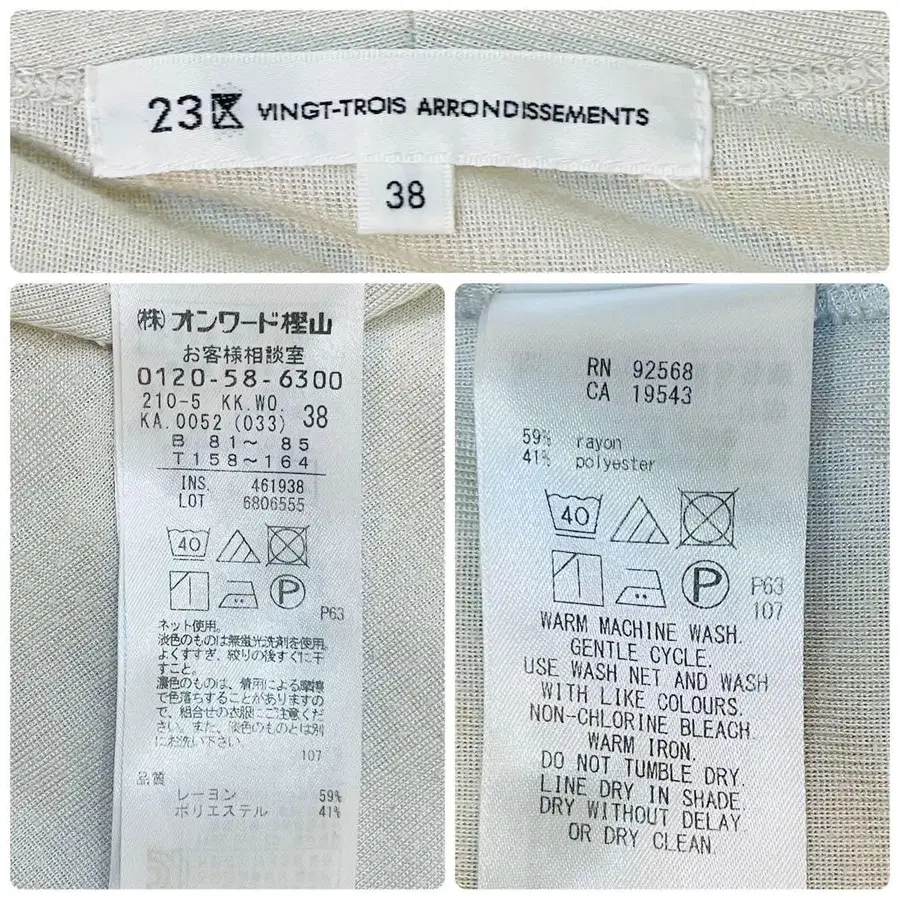 23区 VINGT-TROIS ARRONDISSEMENTS
38
㈱オンワード樫山
お客様相談室
0120-58-6300
210-5 KK.WO.
KA.0052 (033) 38
B 81～ 85
T158～164
INS. 461938
LOT 6806555
40
P
P63
ネット使用。
淡色のものは無蛍光洗剤を使用。
よくすすぎ、絞りの後すぐに干
すこと。
濃色のものは、着用による摩擦
で色落ちすることがありますの
で、組合せの衣服にご注意くだ
さい。また、淡色のものとは別
にお洗い下さい。
107
品質
レーヨン 59%
ポリエステル 41%
RN 92568
CA 19543
59% rayon
41% polyester
40
P
P63
107
WARM MACHINE WASH.
GENTLE CYCLE.
USE WASH NET AND WASH
WITH LIKE COLOURS.
NON-CHLORINE BLEACH
WARM IRON.
DO NOT TUMBLE DRY.
LINE DRY IN SHADE.
DRY WITHOUT DELAY
OR DRY CLEAN.